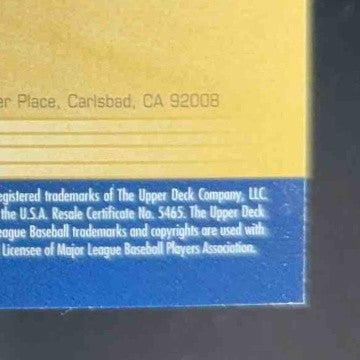 er Place, Carlsbad, CA 92008
egistered trademarks of The Upper Deck Company, LLC.
the U.S.A. Resale Certificate No. 5465. The Upper Deck
eague Baseball trademarks and copyrights are used with
Licensee of Major League Baseball Players Association.